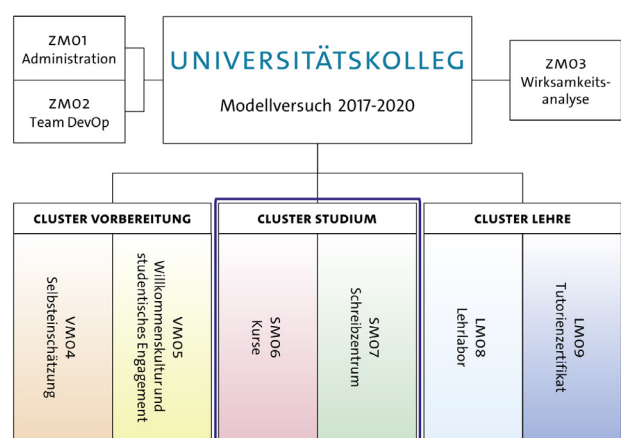 ZM01
Administration
ZM02
Team DevOp
UNIVERSITÄTSKOLLEG
Modellversuch 2017-2020
ZM03
Wirksamkeits-
analyse
CLUSTER VORBEREITUNG
CLUSTER STUDIUM
CLUSTER LEHRE
VM04
Selbsteinschätzung
VM05
Willkommenskultur und
studentisches Engagement
SM06
Kurse
SM07
Schreibzentrum
LM08
Lehrlabor
LM09
Tutorienzertifikat